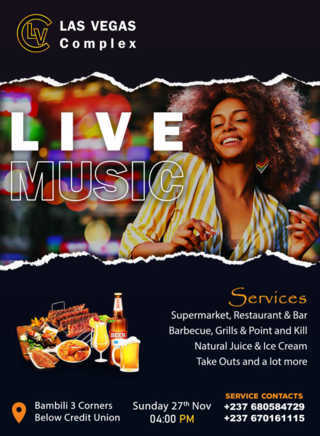 LV
LAS VEGAS
Complex
LIVE
MUSIC
Services
Supermarket, Restaurant & Bar
Barbecue, Grills & Point and Kill
Natural Juice & Ice Cream
Take Outs and a lot more
Bambili 3 Corners
Below Credit Union
Sunday 27th Nov
04:00 PM
SERVICE CONTACTS
+237 680584729
+237 670161115